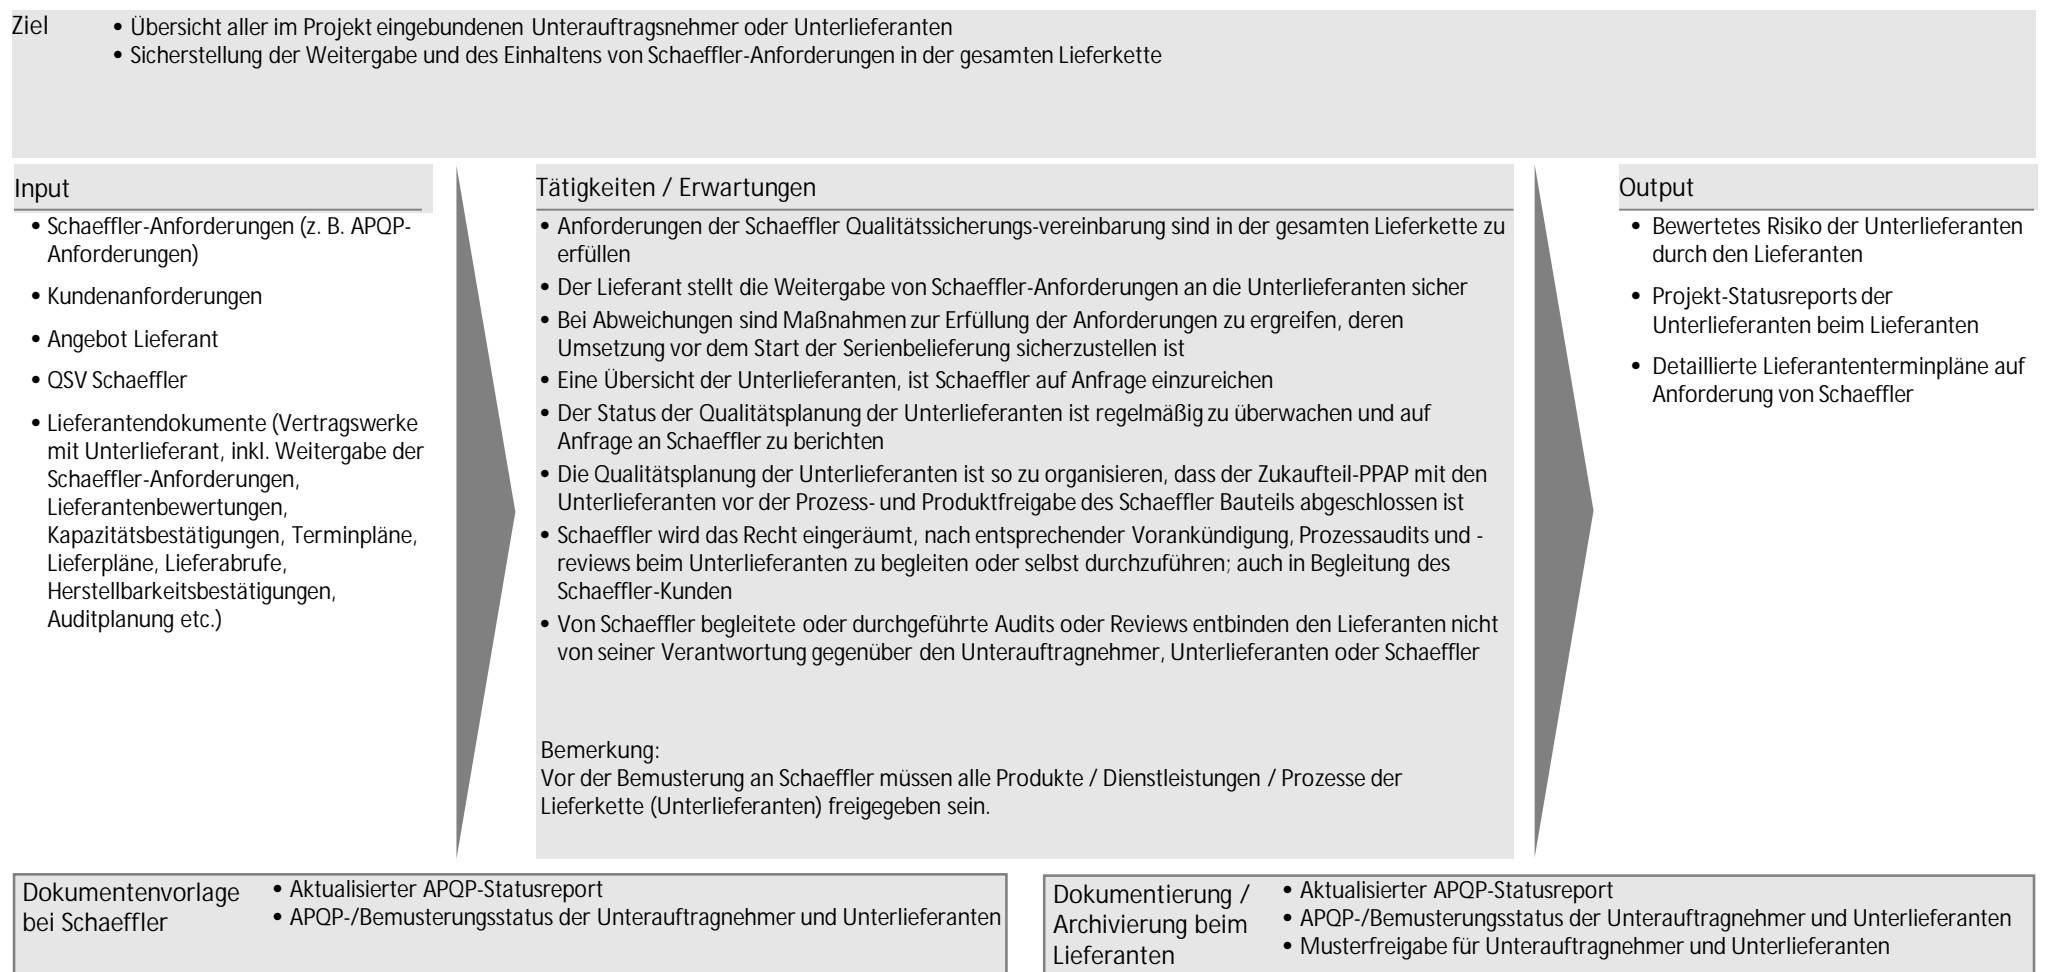 Ziel
• Übersicht aller im Projekt eingebundenen Unterauftragsnehmer oder Unterlieferanten
• Sicherstellung der Weitergabe und des Einhaltens von Schaeffler-Anforderungen in der gesamten Lieferkette
Input
• Schaeffler-Anforderungen (z. B. APQP-
Anforderungen)
• Kundenanforderungen
• Angebot Lieferant
• QSV Schaeffler
• Lieferantendokumente (Vertragswerke
mit Unterlieferant, inkl. Weitergabe der
Schaeffler-Anforderungen,
Lieferantenbewertungen,
Kapazitätsbestätigungen, Terminpläne,
Lieferpläne, Lieferabrufe,
Herstellbarkeitsbestätigungen,
Auditplanung etc.)
Tätigkeiten / Erwartungen
• Anforderungen der Schaeffler Qualitätssicherungs-vereinbarung sind in der gesamten Lieferkette zu
erfüllen
• Der Lieferant stellt die Weitergabe von Schaeffler-Anforderungen an die Unterlieferanten sicher
• Bei Abweichungen sind Maßnahmen zur Erfüllung der Anforderungen zu ergreifen, deren
Umsetzung vor dem Start der Serienbelieferung sicherzustellen ist
• Eine Übersicht der Unterlieferanten, ist Schaeffler auf Anfrage einzureichen
• Der Status der Qualitätsplanung der Unterlieferanten ist regelmäßig zu überwachen und auf
Anfrage an Schaeffler zu berichten
• Die Qualitätsplanung der Unterlieferanten ist so zu organisieren, dass der Zukaufteil-PPAP mit den
Unterlieferanten vor der Prozess- und Produktfreigabe des Schaeffler Bauteils abgeschlossen ist
• Schaeffler wird das Recht eingeräumt, nach entsprechender Vorankündigung, Prozessaudits und -
reviews beim Unterlieferanten zu begleiten oder selbst durchzuführen; auch in Begleitung des
Schaeffler-Kunden
• Von Schaeffler begleitete oder durchgeführte Audits oder Reviews entbinden den Lieferanten nicht
von seiner Verantwortung gegenüber den Unterauftragnehmer, Unterlieferanten oder Schaeffler
Bemerkung:
Vor der Bemusterung an Schaeffler müssen alle Produkte / Dienstleistungen / Prozesse der
Lieferkette (Unterlieferanten) freigegeben sein.
Output
• Bewertetes Risiko der Unterlieferanten
durch den Lieferanten
• Projekt-Statusreports der
Unterlieferanten beim Lieferanten
• Detaillierte Lieferantenterminpläne auf
Anforderung von Schaeffler
Dokumentenvorlage
bei Schaeffler
• Aktualisierter APQP-Statusreport
• APQP-/Bemusterungsstatus der Unterauftragnehmer und Unterlieferanten
Dokumentierung /
Archivierung beim
Lieferanten
• Aktualisierter APQP-Statusreport
• APQP-/Bemusterungsstatus der Unterauftragnehmer und Unterlieferanten
• Musterfreigabe für Unterauftragnehmer und Unterlieferanten